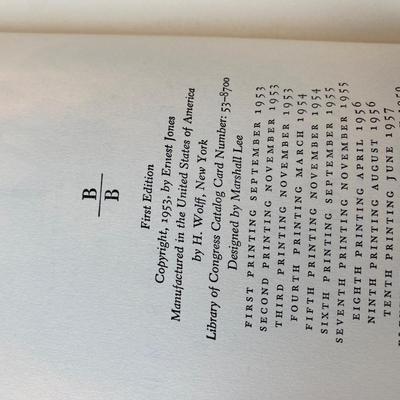 B
B
First Edition
Copyright, 1953, by Ernest Jones
Manufactured in the United States of America
by H. Wolff, New York
Library of Congress Catalog Card Number: 53-8700
Designed by Marshall Lee
FIRST PRINTING SEPTEMBER 1953
SECOND PRINTING NOVEMBER 1953
THIRD PRINTING NOVEMBER 1953
FOURTH PRINTING MARCH 1954
FIFTH PRINTING NOVEMBER 1954
SIXTH PRINTING SEPTEMBER 1955
SEVENTH PRINTING NOVEMBER 1955
EIGHTH PRINTING APRIL 1956
NINTH PRINTING AUGUST 1956
TENTH PRINTING JUNE 1957